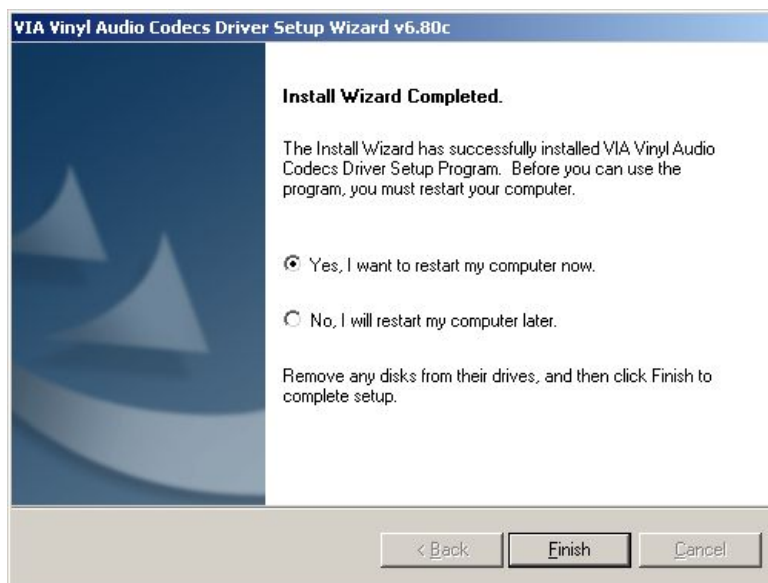 VIA Vinyl Audio Codecs Driver Setup Wizard v6.80c
Install Wizard Completed.
The Install Wizard has successfully installed VIA Vinyl Audio
Codecs Driver Setup Program. Before you can use the
program, you must restart your computer.
Yes, I want to restart my computer now.
No, I will restart my computer later.
Remove any disks from their drives, and then click Finish to
complete setup.
< Back
Finish
Cancel